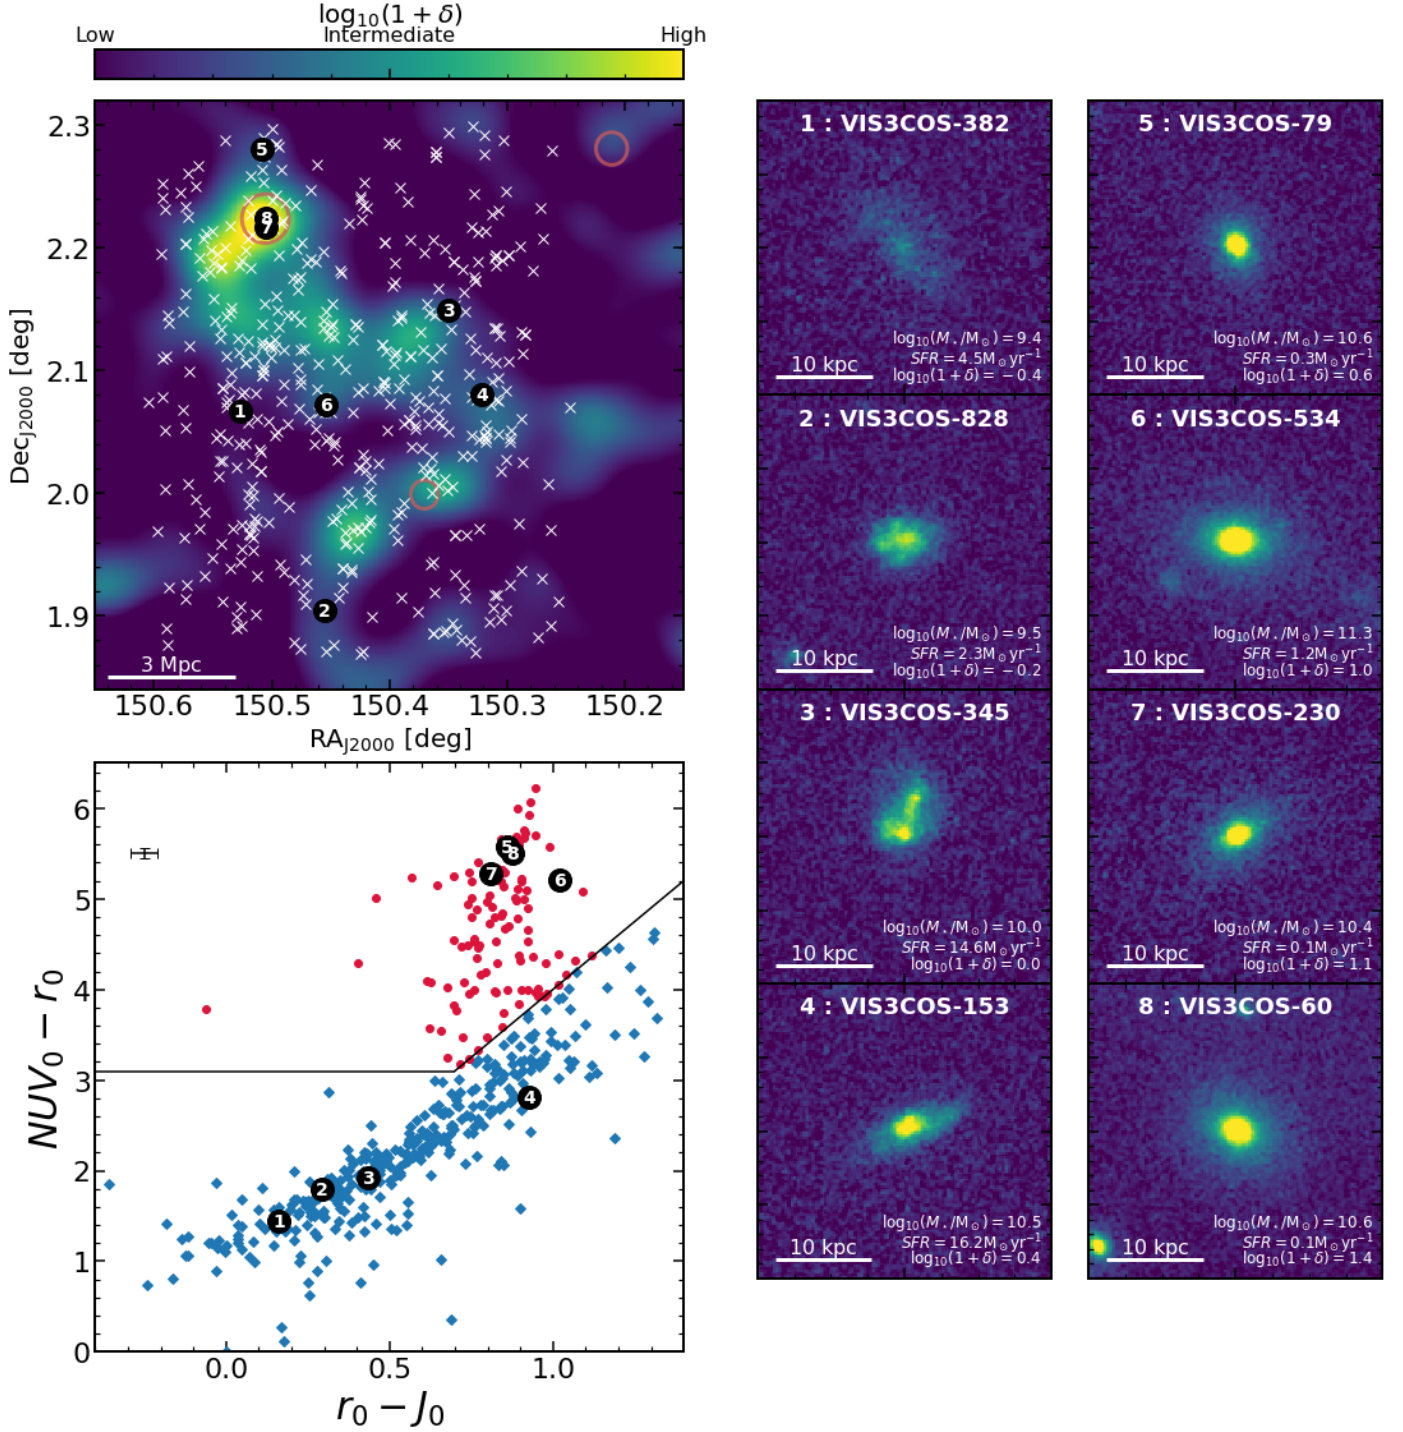 log₁₀(1 + δ)
Low Intermediate High
2.3
2.2
2.1
2.0
1.9
Dec_J2000 [deg]
5
8
7
3
4
1
6
2
3 Mpc
150.6 150.5 150.4 150.3 150.2
RA_J2000 [deg]
6
5
4
3
2
1
0
NUV₀ − r₀
5
8
7
6
4
3
2
1
0.0 0.5 1.0
r₀ − J₀
1 : VIS3COS-382
log₁₀(M⋆/M⊙) = 9.4
SFR = 4.5M⊙yr⁻¹
log₁₀(1 + δ) = −0.4
10 kpc
2 : VIS3COS-828
log₁₀(M⋆/M⊙) = 9.5
SFR = 2.3M⊙yr⁻¹
log₁₀(1 + δ) = −0.2
10 kpc
3 : VIS3COS-345
log₁₀(M⋆/M⊙) = 10.0
SFR = 14.6M⊙yr⁻¹
log₁₀(1 + δ) = 0.0
10 kpc
4 : VIS3COS-153
log₁₀(M⋆/M⊙) = 10.5
SFR = 16.2M⊙yr⁻¹
log₁₀(1 + δ) = 0.4
10 kpc
5 : VIS3COS-79
log₁₀(M⋆/M⊙) = 10.6
SFR = 0.3M⊙yr⁻¹
log₁₀(1 + δ) = 0.6
10 kpc
6 : VIS3COS-534
log₁₀(M⋆/M⊙) = 11.3
SFR = 1.2M⊙yr⁻¹
log₁₀(1 + δ) = 1.0
10 kpc
7 : VIS3COS-230
log₁₀(M⋆/M⊙) = 10.4
SFR = 0.1M⊙yr⁻¹
log₁₀(1 + δ) = 1.1
10 kpc
8 : VIS3COS-60
log₁₀(M⋆/M⊙) = 10.6
SFR = 0.1M⊙yr⁻¹
log₁₀(1 + δ) = 1.4
10 kpc